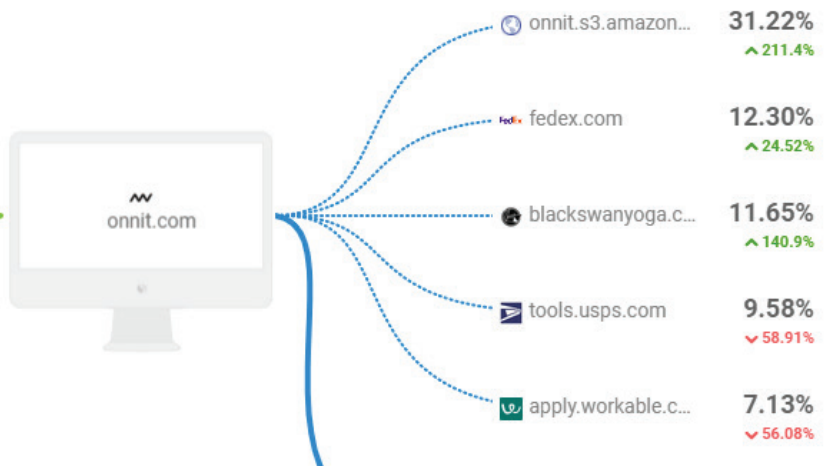 onnit.com
onnit.s3.amazon... 31.22%
211.4%
FedEx fedex.com 12.30%
24.52%
blackswanyoga.c... 11.65%
140.9%
tools.usps.com 9.58%
58.91%
apply.workable.c... 7.13%
56.08%